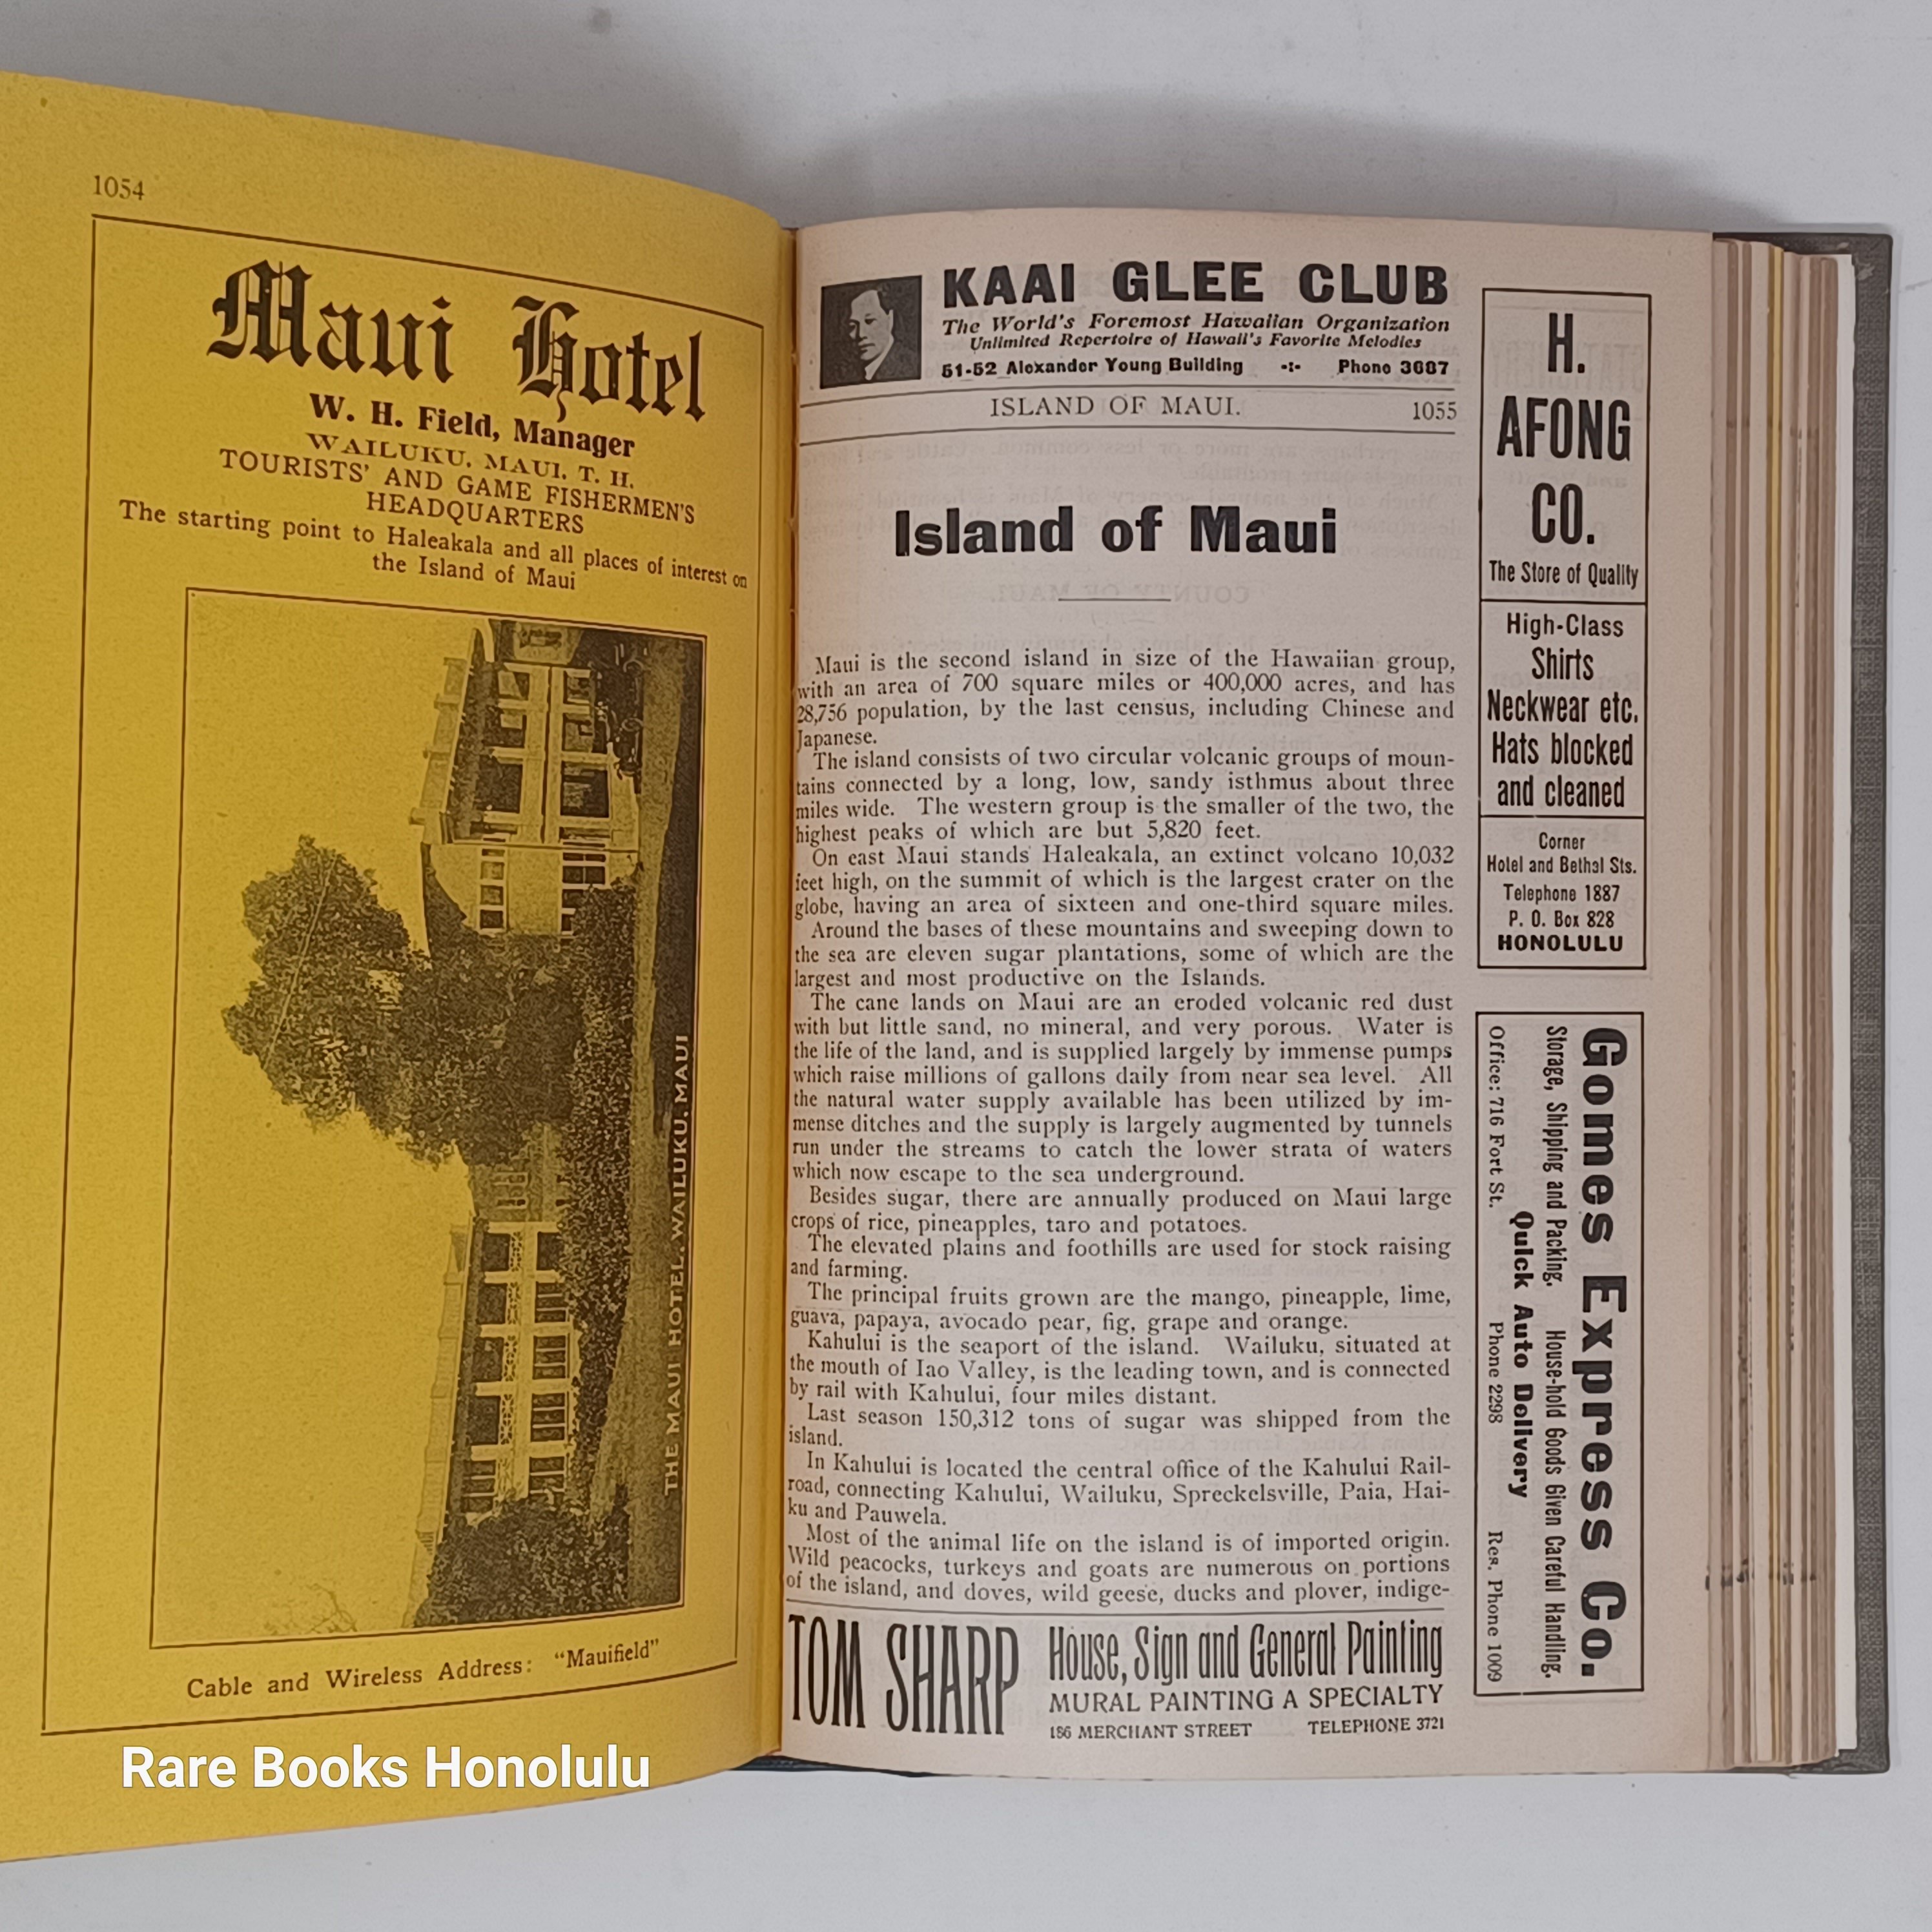 1054
Maui Hotel
W. H. Field, Manager
WAILUKU, MAUI, T. H.
TOURISTS' AND GAME FISHERMEN'S
HEADQUARTERS
The starting point to Haleakala and all places of interest on
the Island of Maui
THE MAUI HOTEL, WAILUKU, MAUI
Cable and Wireless Address: "Mauifield"
Rare Books Honolulu
KAAI GLEE CLUB
The World's Foremost Hawaiian Organization
Unlimited Repertoire of Hawaii's Favorite Melodies
51-52 Alexander Young Building -:- Phone 3687
ISLAND OF MAUI. 1055
Island of Maui
Maui is the second island in size of the Hawaiian group,
with an area of 700 square miles or 400,000 acres, and has
28,756 population, by the last census, including Chinese and
Japanese.
The island consists of two circular volcanic groups of moun-
tains connected by a long, low, sandy isthmus about three
miles wide. The western group is the smaller of the two, the
highest peaks of which are but 5,820 feet.
On east Maui stands Haleakala, an extinct volcano 10,032
feet high, on the summit of which is the largest crater on the
globe, having an area of sixteen and one-third square miles.
Around the bases of these mountains and sweeping down to
the sea are eleven sugar plantations, some of which are the
largest and most productive on the Islands.
The cane lands on Maui are an eroded volcanic red dust
with but little sand, no mineral, and very porous. Water is
the life of the land, and is supplied largely by immense pumps
which raise millions of gallons daily from near sea level. All
the natural water supply available has been utilized by im-
mense ditches and the supply is largely augmented by tunnels
run under the streams to catch the lower strata of waters
which now escape to the sea underground.
Besides sugar, there are annually produced on Maui large
crops of rice, pineapples, taro and potatoes.
The elevated plains and foothills are used for stock raising
and farming.
The principal fruits grown are the mango, pineapple, lime,
guava, papaya, avocado pear, fig, grape and orange.
Kahului is the seaport of the island. Wailuku, situated at
the mouth of Iao Valley, is the leading town, and is connected
by rail with Kahului, four miles distant.
Last season 150,312 tons of sugar was shipped from the
island.
In Kahului is located the central office of the Kahului Rail-
road, connecting Kahului, Wailuku, Spreckelsville, Paia, Hai-
ku and Pauwela.
Most of the animal life on the island is of imported origin.
Wild peacocks, turkeys and goats are numerous on portions
of the island, and doves, wild geese, ducks and plover, indige-
TOM SHARP
House, Sign and General Painting
MURAL PAINTING A SPECIALTY
186 MERCHANT STREET TELEPHONE 3721
H.
AFONG
CO.
The Store of Quality
High-Class
Shirts
Neckwear etc.
Hats blocked
and cleaned
Corner
Hotel and Bethel Sts.
Telephone 1887
P. O. Box 828
HONOLULU
Gomes Express Co.
Storage, Shipping and Packing. House-hold Goods Given Careful Handling.
Quick Auto Delivery
Office: 716 Fort St. Phone 2298 Res. Phone 1009